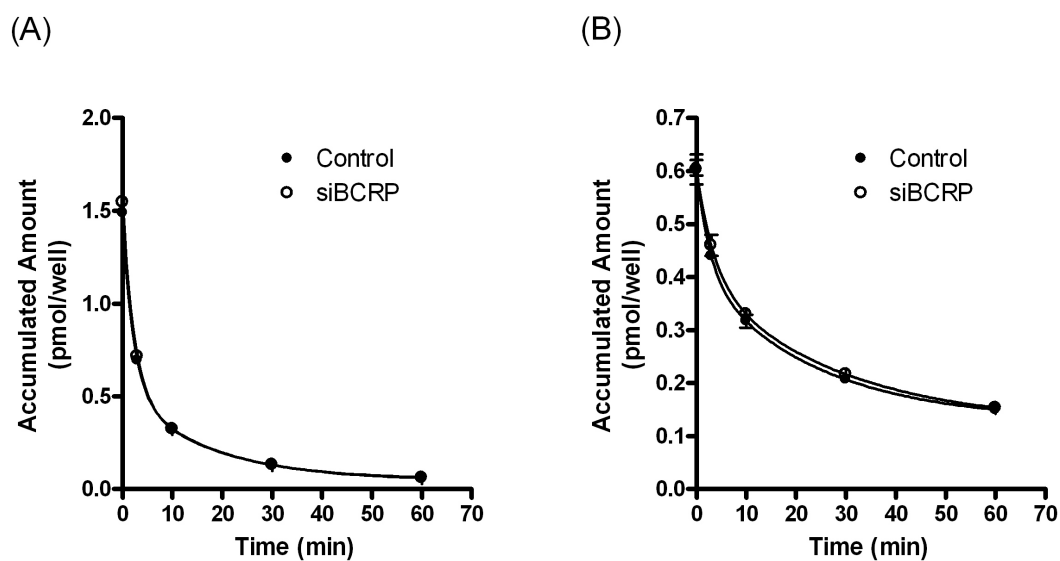 (A)
(B)
2.0
1.5
1.0
0.5
0.0
Accumulated Amount
(pmol/well)
Control
siBCRP
0 10 20 30 40 50 60 70
Time (min)
0.7
0.6
0.5
0.4
0.3
0.2
0.1
0.0
Accumulated Amount
(pmol/well)
Control
siBCRP
0 10 20 30 40 50 60 70
Time (min)